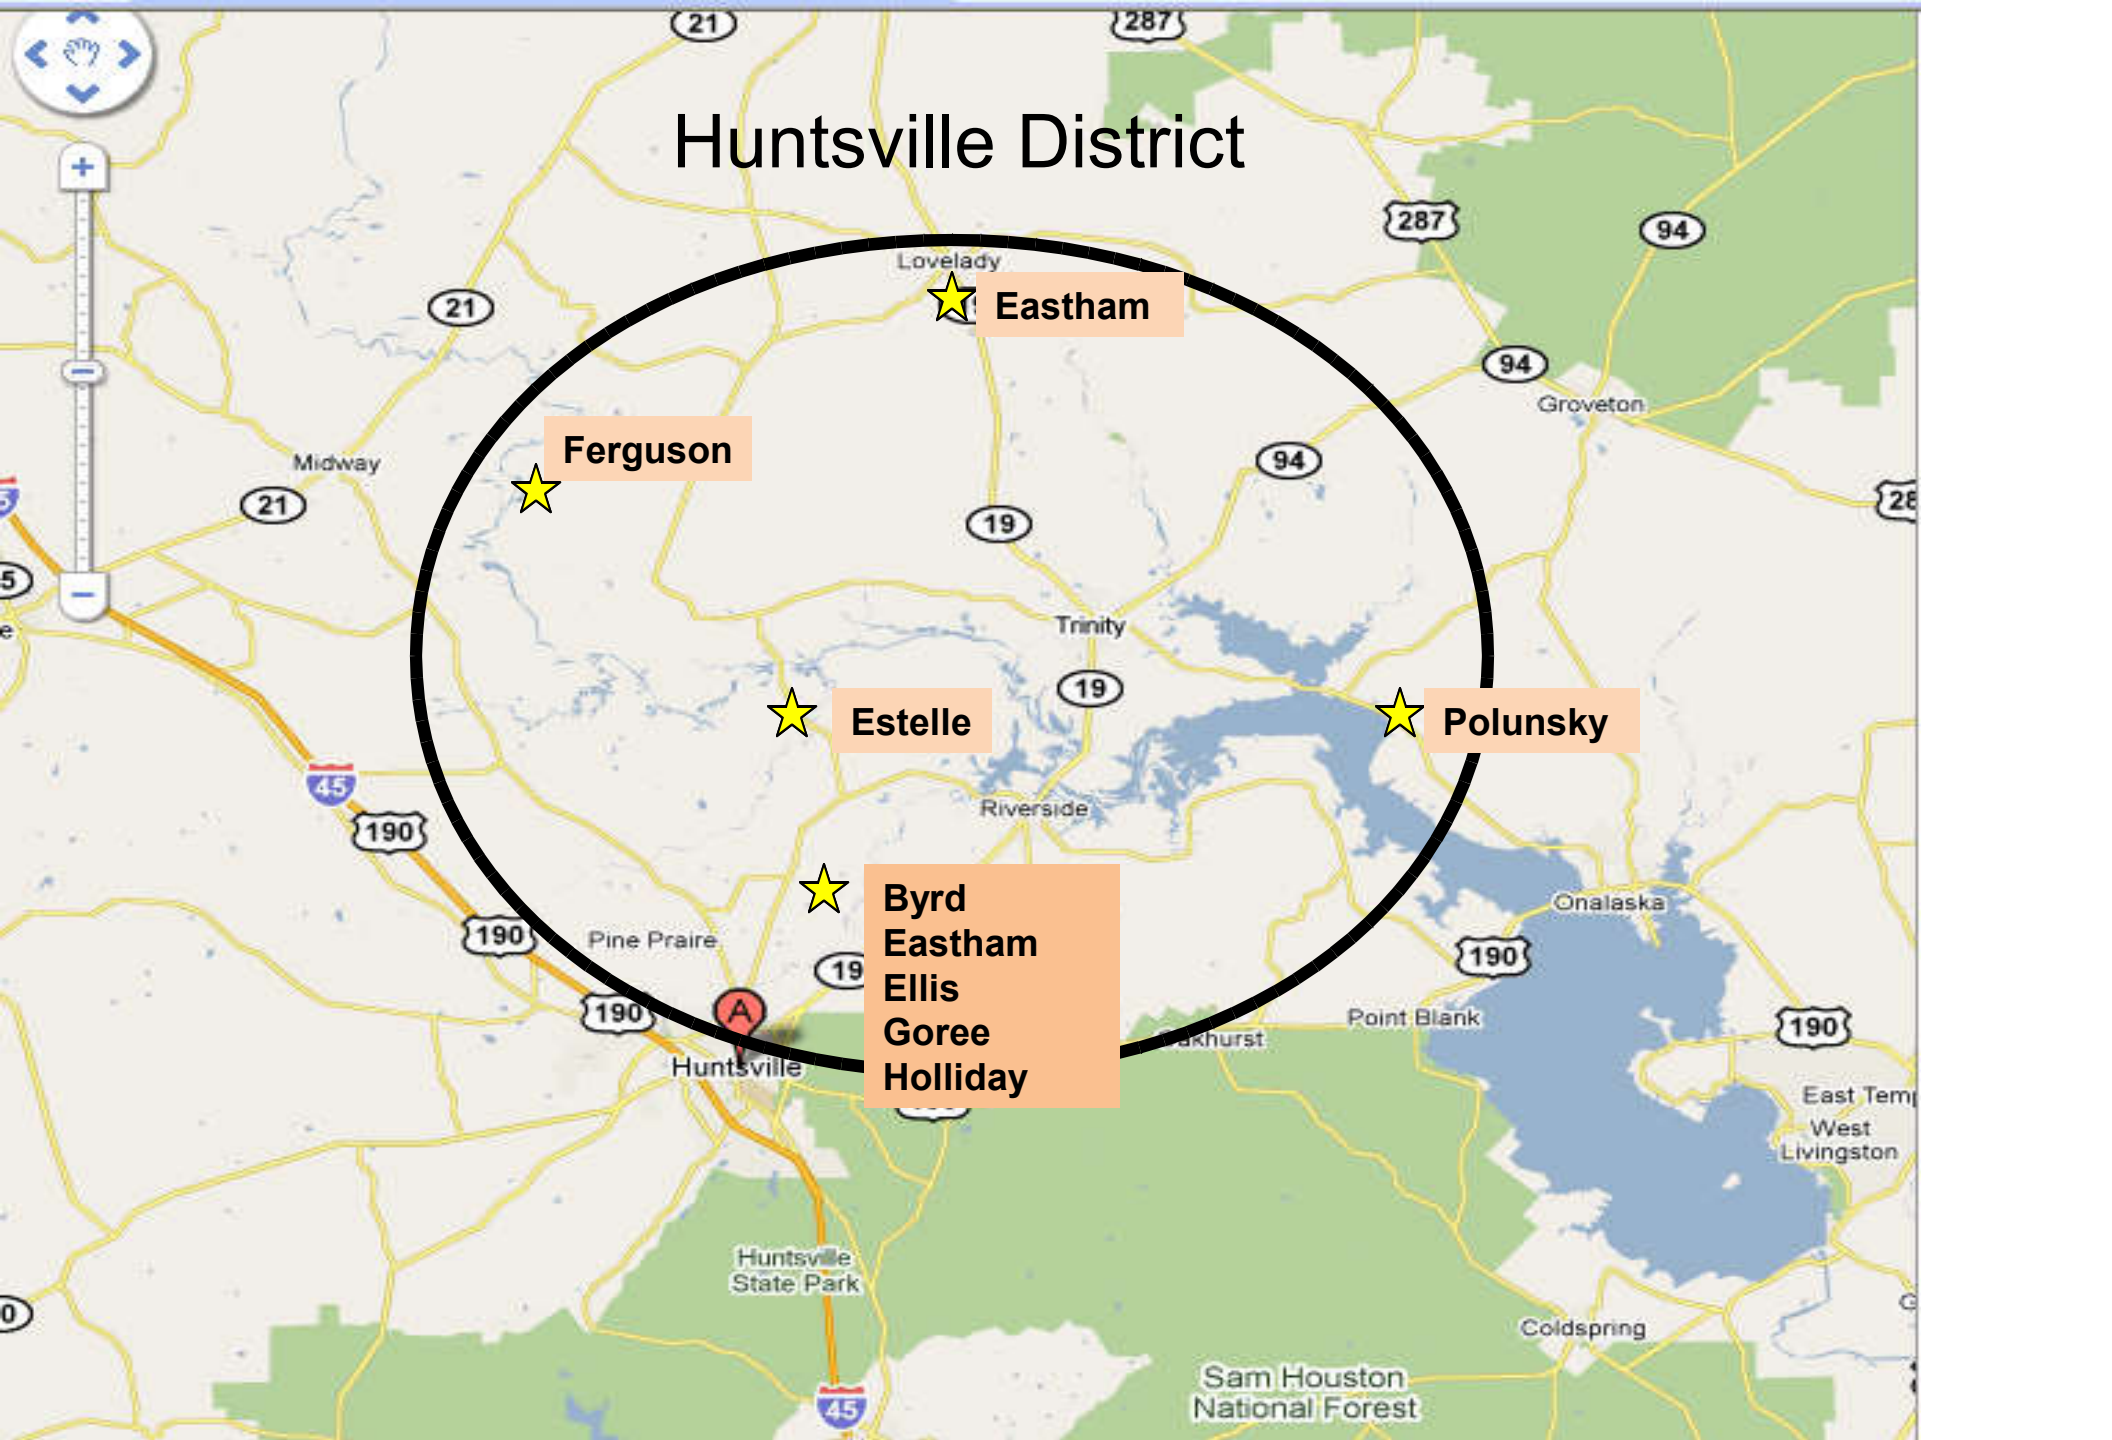 21
287
Huntsville District
287
94
Lovelady
21
Eastham
94
Groveton
Ferguson
Midway
94
21
19
Trinity
19
Estelle
Polunsky
45
190
Riverside
Byrd
Eastham
Ellis
Goree
Holliday
Onalaska
190
Pine Praire
190
19
A
190
Point Blank
190
Huntsville
East
West
Livingston
Huntsville
State Park
Coldspring
Sam Houston
National Forest
45